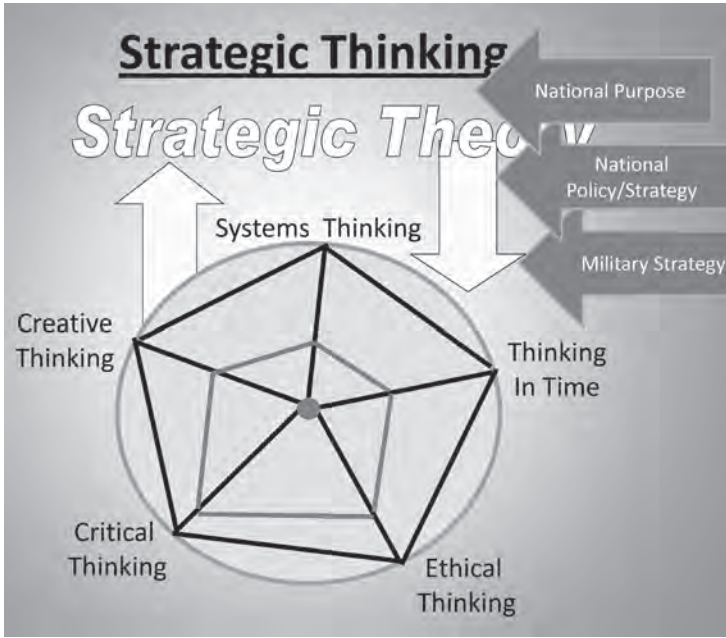 Strategic Thinking
National Purpose
Strategic Theory
National
Policy/Strategy
Military Strategy
Systems Thinking
Creative
Thinking
Thinking
In Time
Critical
Thinking
Ethical
Thinking